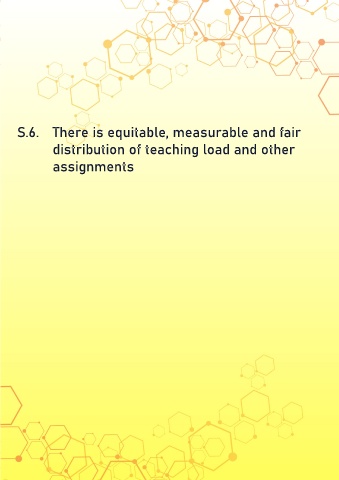 S.6. There is equitable, measurable and fair
distribution of teaching load and other
assignments